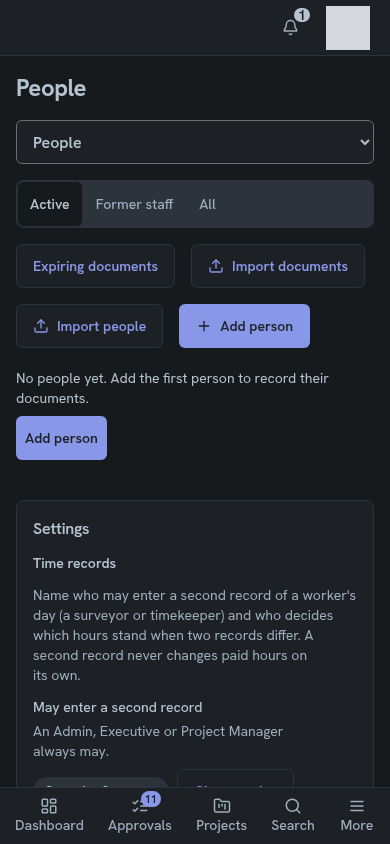 1
People
People
Active Former staff All
Expiring documents Import documents
Import people Add person
No people yet. Add the first person to record their
documents.
Add person
Settings
Time records
Name who may enter a second record of a worker's
day (a surveyor or timekeeper) and who decides
which hours stand when two records differ. A
second record never changes paid hours on
its own.
May enter a second record
An Admin, Executive or Project Manager
always may.
11
Dashboard Approvals Projects Search More